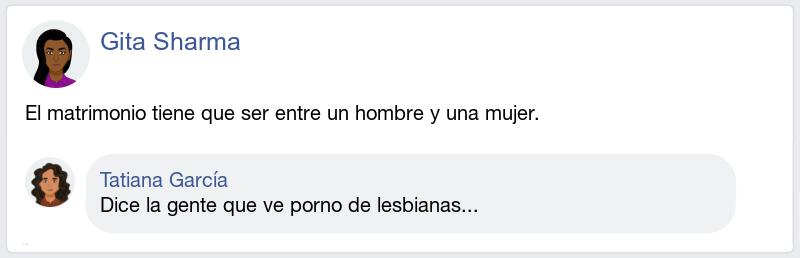 Gita Sharma
El matrimonio tiene que ser entre un hombre y una mujer.
Tatiana García
Dice la gente que ve porno de lesbianas...